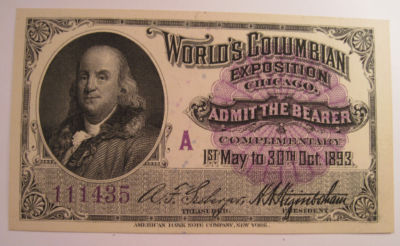 WORLD'S COLUMBIAN
EXPOSITION
CHICAGO.
ADMIT THE BEARER
COMPLIMENTARY
A
1ST MAY TO 30TH OCT. 1893.
111435
TREASURER.
PRESIDENT
AMERICAN BANK NOTE COMPANY, NEW YORK.